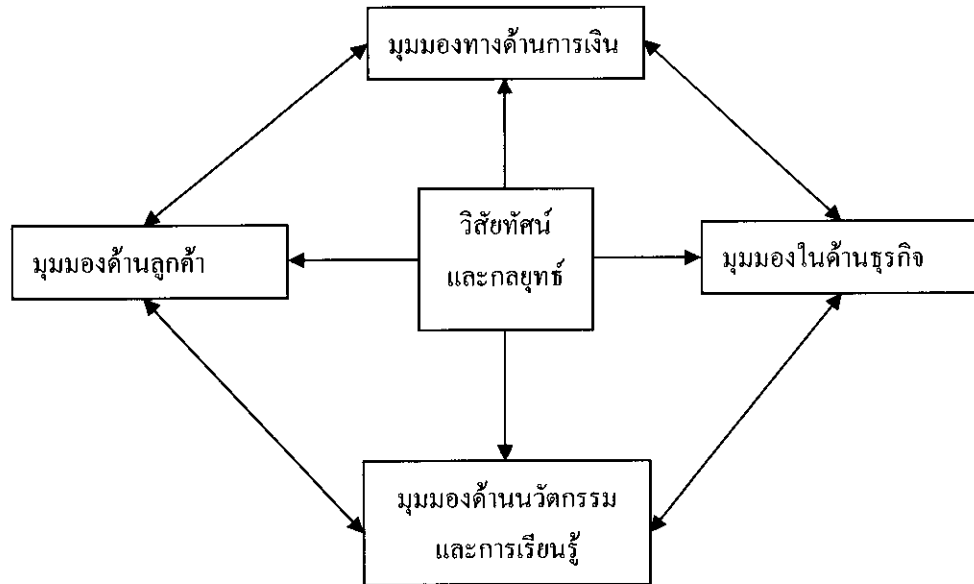 มุมมองทางด้านการเงิน
วิสัยทัศน์
และกลยุทธ์
มุมมองด้านลูกค้า
มุมมองในด้านธุรกิจ
มุมมองด้านนวัตกรรม
และการเรียนรู้